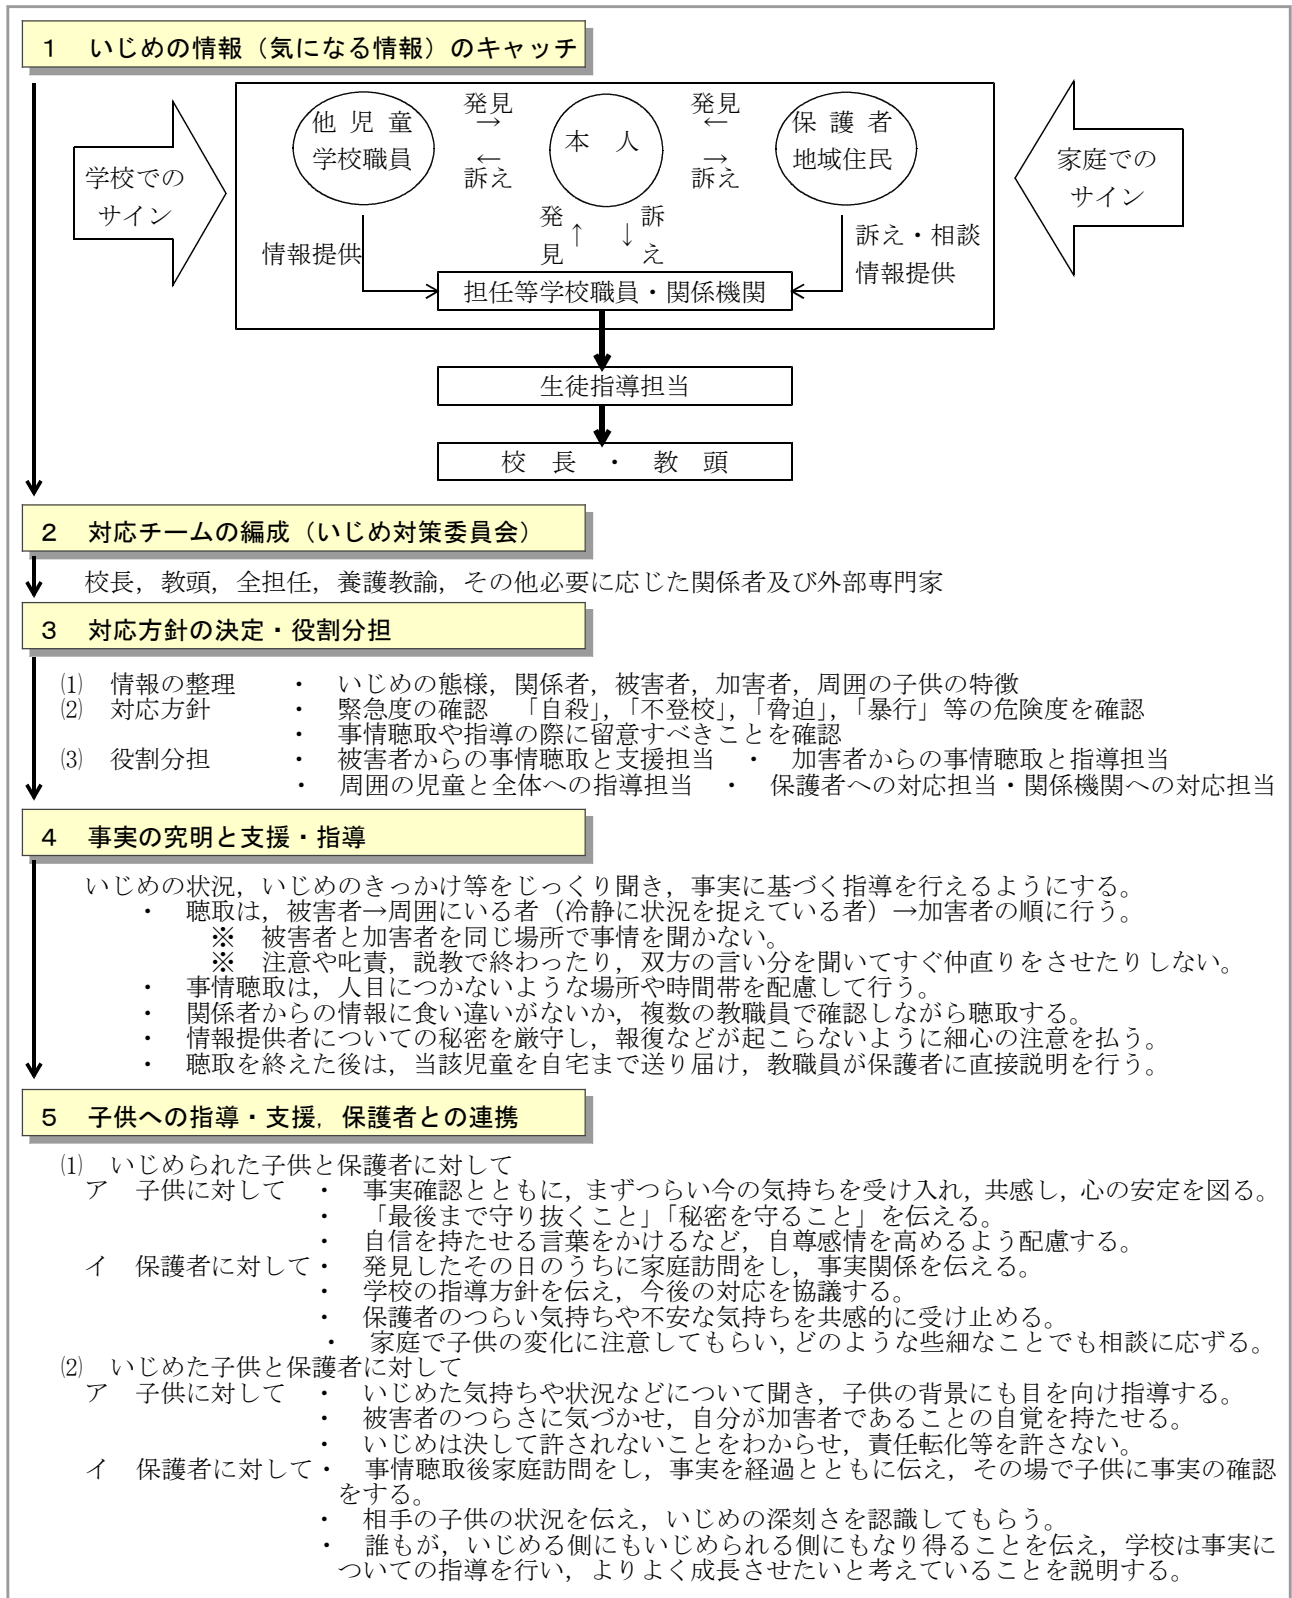 １　いじめの情報（気になる情報）のキャッチ
学校での
サイン
他 児 童
学校職員
発見
→
←
訴え
本　人
発見
←
→
訴え
保 護 者
地域住民
家庭での
サイン
情報提供
発見
↑
↓
訴え
訴え・相談
情報提供
担任等学校職員・関係機関
生徒指導担当
校　長　・　教　頭
２　対応チームの編成（いじめ対策委員会）
校長，教頭，全担任，養護教諭，その他必要に応じた関係者及び外部専門家
３　対応方針の決定・役割分担
⑴　情報の整理　　・　いじめの態様，関係者，被害者，加害者，周囲の子供の特徴
⑵　対応方針　　　・　緊急度の確認　「自殺」，「不登校」，「脅迫」，「暴行」等の危険度を確認
・　事情聴取や指導の際に留意すべきことを確認
⑶　役割分担　　　・　被害者からの事情聴取と支援担当　・　加害者からの事情聴取と指導担当
・　周囲の児童と全体への指導担当　・　保護者への対応担当・関係機関への対応担当
４　事実の究明と支援・指導
いじめの状況，いじめのきっかけ等をじっくり聞き，事実に基づく指導を行えるようにする。
・　聴取は，被害者→周囲にいる者（冷静に状況を捉えている者）→加害者の順に行う。
※　被害者と加害者を同じ場所で事情を聞かない。
※　注意や叱責，説教で終わったり，双方の言い分を聞いてすぐ仲直りをさせたりしない。
・　事情聴取は，人目につかないような場所や時間帯を配慮して行う。
・　関係者からの情報に食い違いがないか，複数の教職員で確認しながら聴取する。
・　情報提供者についての秘密を厳守し，報復などが起こらないように細心の注意を払う。
・　聴取を終えた後は，当該児童を自宅まで送り届け，教職員が保護者に直接説明を行う。
５　子供への指導・支援，保護者との連携
⑴　いじめられた子供と保護者に対して
ア　子供に対して　・　事実確認とともに，まずつらい今の気持ちを受け入れ，共感し，心の安定を図る。
・　「最後まで守り抜くこと」「秘密を守ること」を伝える。
・　自信を持たせる言葉をかけるなど，自尊感情を高めるよう配慮する。
イ　保護者に対して・　発見したその日のうちに家庭訪問をし，事実関係を伝える。
・　学校の指導方針を伝え，今後の対応を協議する。
・　保護者のつらい気持ちや不安な気持ちを共感的に受け止める。
・　家庭で子供の変化に注意してもらい，どのような些細なことでも相談に応ずる。
⑵　いじめた子供と保護者に対して
ア　子供に対して　・　いじめた気持ちや状況などについて聞き，子供の背景にも目を向け指導する。
・　被害者のつらさに気づかせ，自分が加害者であることの自覚を持たせる。
・　いじめは決して許されないことをわからせ，責任転化等を許さない。
イ　保護者に対して・　事情聴取後家庭訪問をし，事実を経過とともに伝え，その場で子供に事実の確認
をする。
・　相手の子供の状況を伝え，いじめの深刻さを認識してもらう。
・　誰もが，いじめる側にもいじめられる側にもなり得ることを伝え，学校は事実に
ついての指導を行い，よりよく成長させたいと考えていることを説明する。